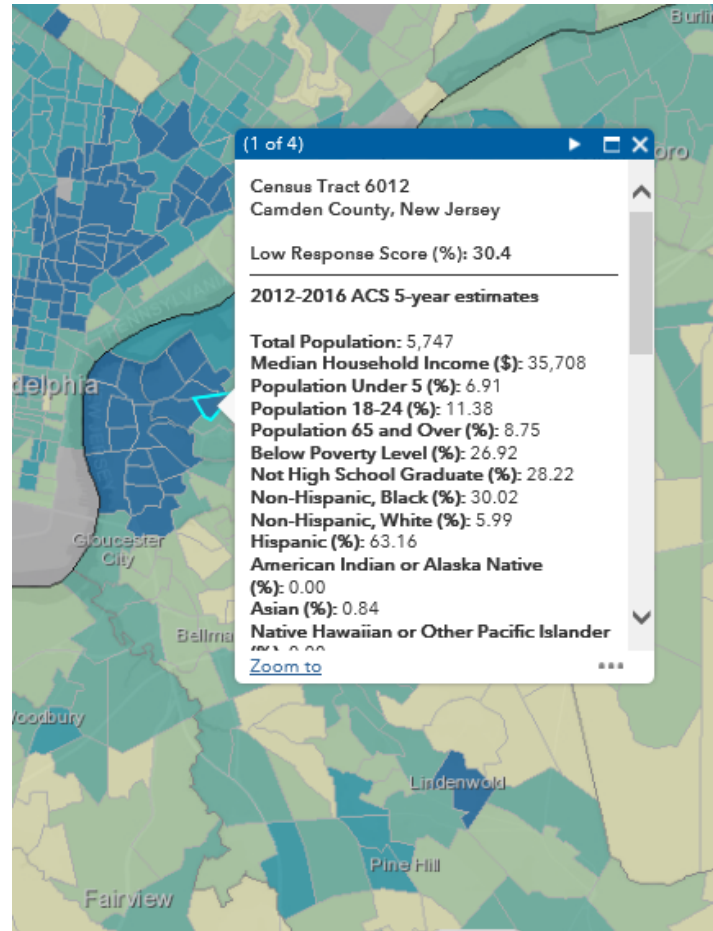 Burlin
(1 of 4)
oro
Census Tract 6012
Camden County, New Jersey
Low Response Score (%): 30.4
2012-2016 ACS 5-year estimates
Total Population: 5,747
Median Household Income ($): 35,708
Population Under 5 (%): 6.91
Population 18-24 (%): 11.38
Population 65 and Over (%): 8.75
Below Poverty Level (%): 26.92
Not High School Graduate (%): 28.22
Non-Hispanic, Black (%): 30.02
Non-Hispanic, White (%): 5.99
Hispanic (%): 63.16
American Indian or Alaska Native
(%): 0.00
Asian (%): 0.84
Native Hawaiian or Other Pacific Islander
(%): 0.00
Zoom to
PENNSYLVANIA
delphia
Gloucester
City
Bellma
Woodbury
Lindenwold
Pine Hill
Fairview